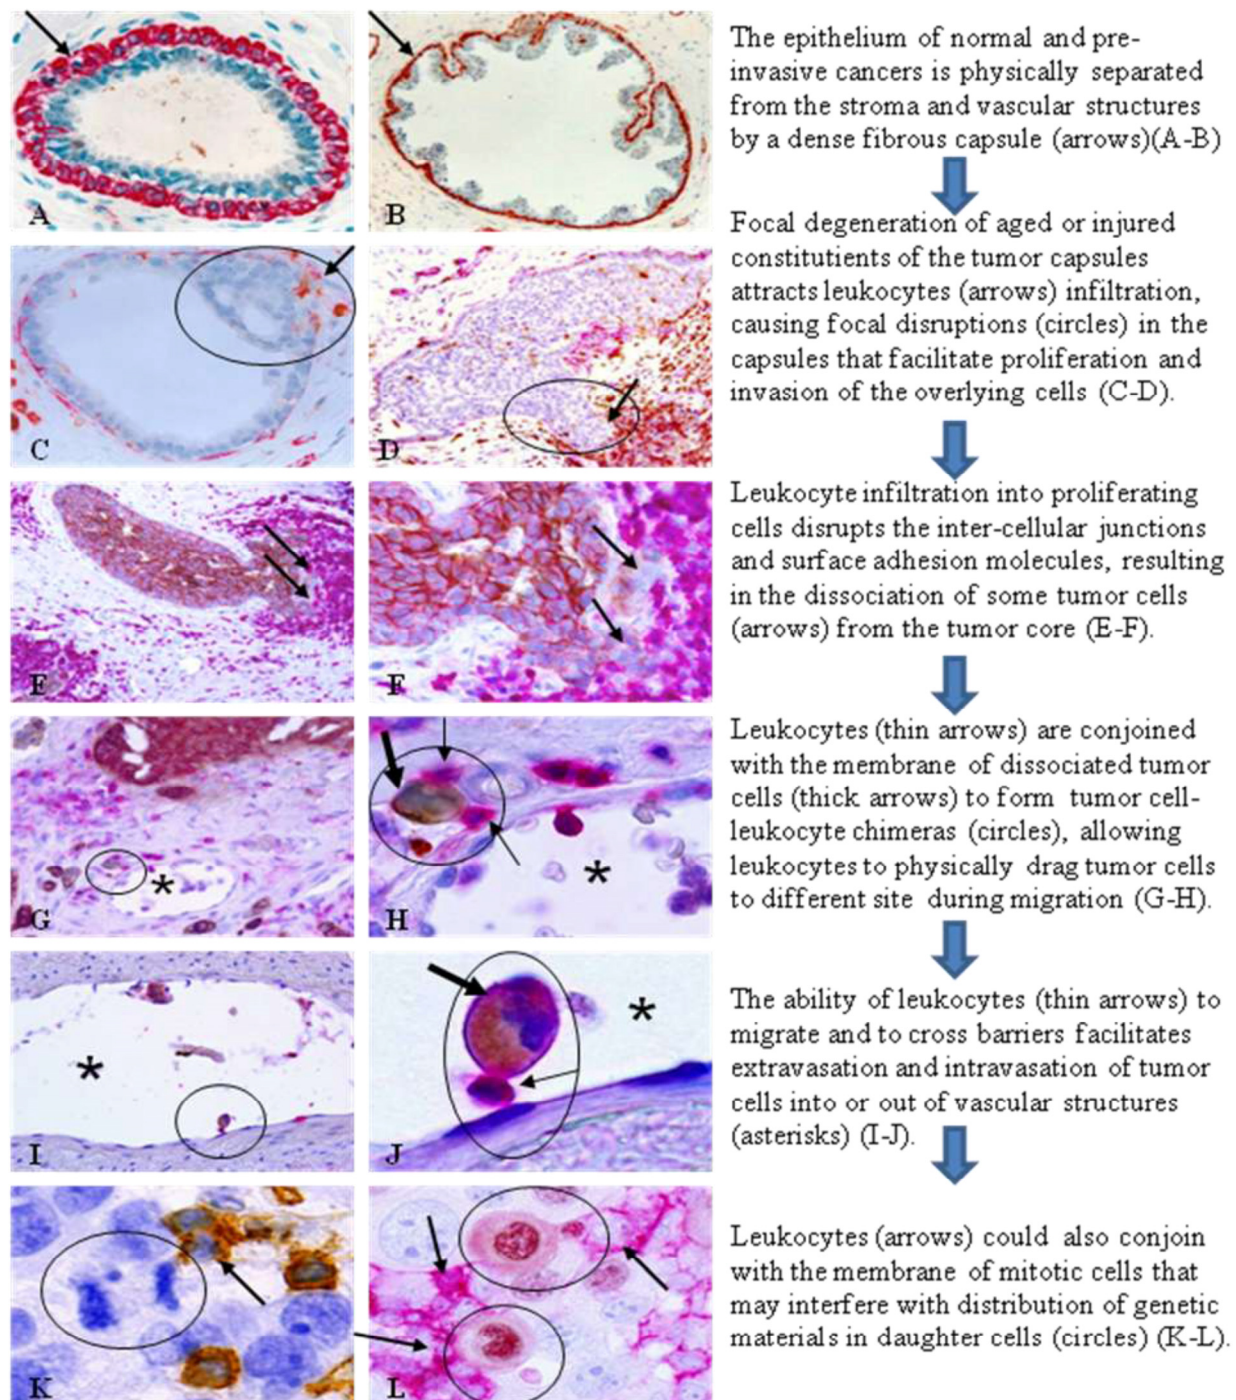 A
B
The epithelium of normal and pre-
invasive cancers is physically separated
from the stroma and vascular structures
by a dense fibrous capsule (arrows)(A-B)
C
D
Focal degeneration of aged or injured
constitutients of the tumor capsules
attracts leukocytes (arrows) infiltration,
causing focal disruptions (circles) in the
capsules that facilitate proliferation and
invasion of the overlying cells (C-D).
E
F
Leukocyte infiltration into proliferating
cells disrupts the inter-cellular junctions
and surface adhesion molecules, resulting
in the dissociation of some tumor cells
(arrows) from the tumor core (E-F).
G
H
Leukocytes (thin arrows) are conjoined
with the membrane of dissociated tumor
cells (thick arrows) to form tumor cell-
leukocyte chimeras (circles), allowing
leukocytes to physically drag tumor cells
to different site during migration (G-H).
*
*
I
J
The ability of leukocytes (thin arrows) to
migrate and to cross barriers facilitates
extravasation and intravasation of tumor
cells into or out of vascular structures
(asterisks) (I-J).
*
*
K
L
Leukocytes (arrows) could also conjoin
with the membrane of mitotic cells that
may interfere with distribution of genetic
materials in daughter cells (circles) (K-L).